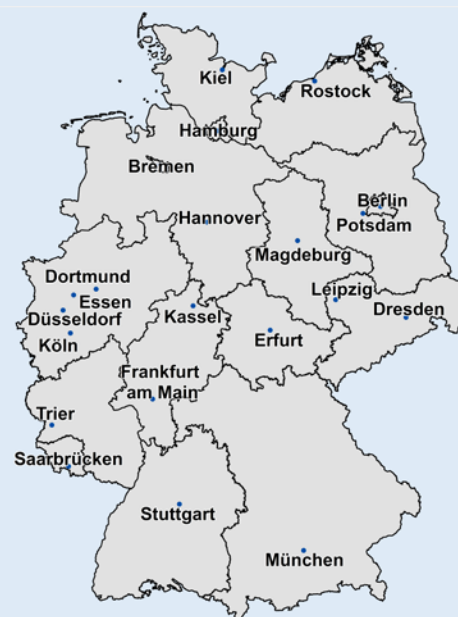 Kiel
Rostock
Hamburg
Bremen
Berlin
Hannover
Potsdam
Magdeburg
Dortmund
Leipzig
Essen
Düsseldorf
Kassel
Dresden
Köln
Erfurt
Frankfurt
am Main
Trier
Saarbrücken
Stuttgart
München